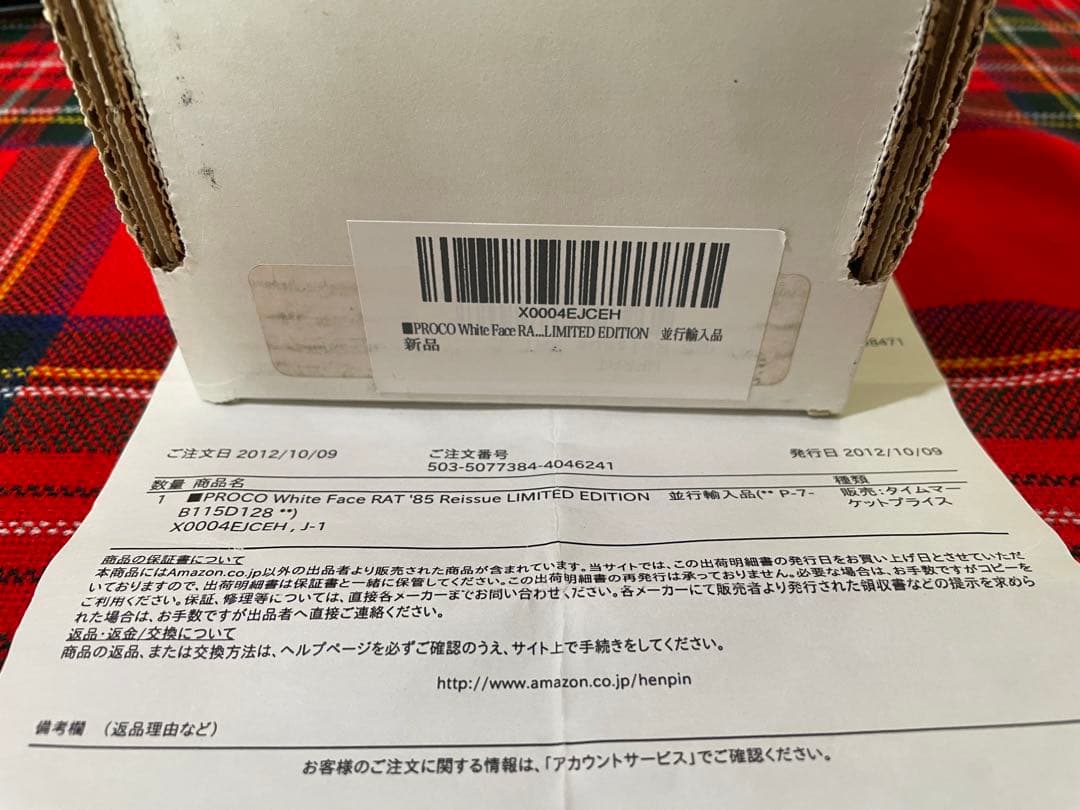 X0004EJCEH
■PROCO White Face RA...LIMITED EDITION 並行輸入品
新品
8471
ご注文日 2012/10/09 ご注文番号 発行日 2012/10/09
503-5077384-4046241
数量 商品名 種類
1 ■PROCO White Face RAT '85 Reissue LIMITED EDITION 並行輸入品(** P-7- 販売:タイムマー
B115D128 **) ケットプライス
X0004EJCEH , J-1
商品の保証書について
本商品にはAmazon.co.jp以外の出品者より販売された商品が含まれています。当サイトでは、この出荷明細書の発行日をお買い上げ日とさせていただ
いておりますので、出荷明細書は保証書と一緒に保管してください。この出荷明細書の再発行は承っておりません。必要な場合は、お手数ですがコピーを
ご利用ください。保証、修理等については、直接各メーカーまでお問い合わせください。各メーカーにて販売者より発行された領収書などの提示を求めら
れた場合は、お手数ですが出品者へ直接ご連絡ください。
返品・返金/交換について
商品の返品、または交換方法は、ヘルプページを必ずご確認のうえ、サイト上で手続きをしてください。
http://www.amazon.co.jp/henpin
備考欄 (返品理由など)
お客様のご注文に関する情報は、「アカウントサービス」でご確認ください。